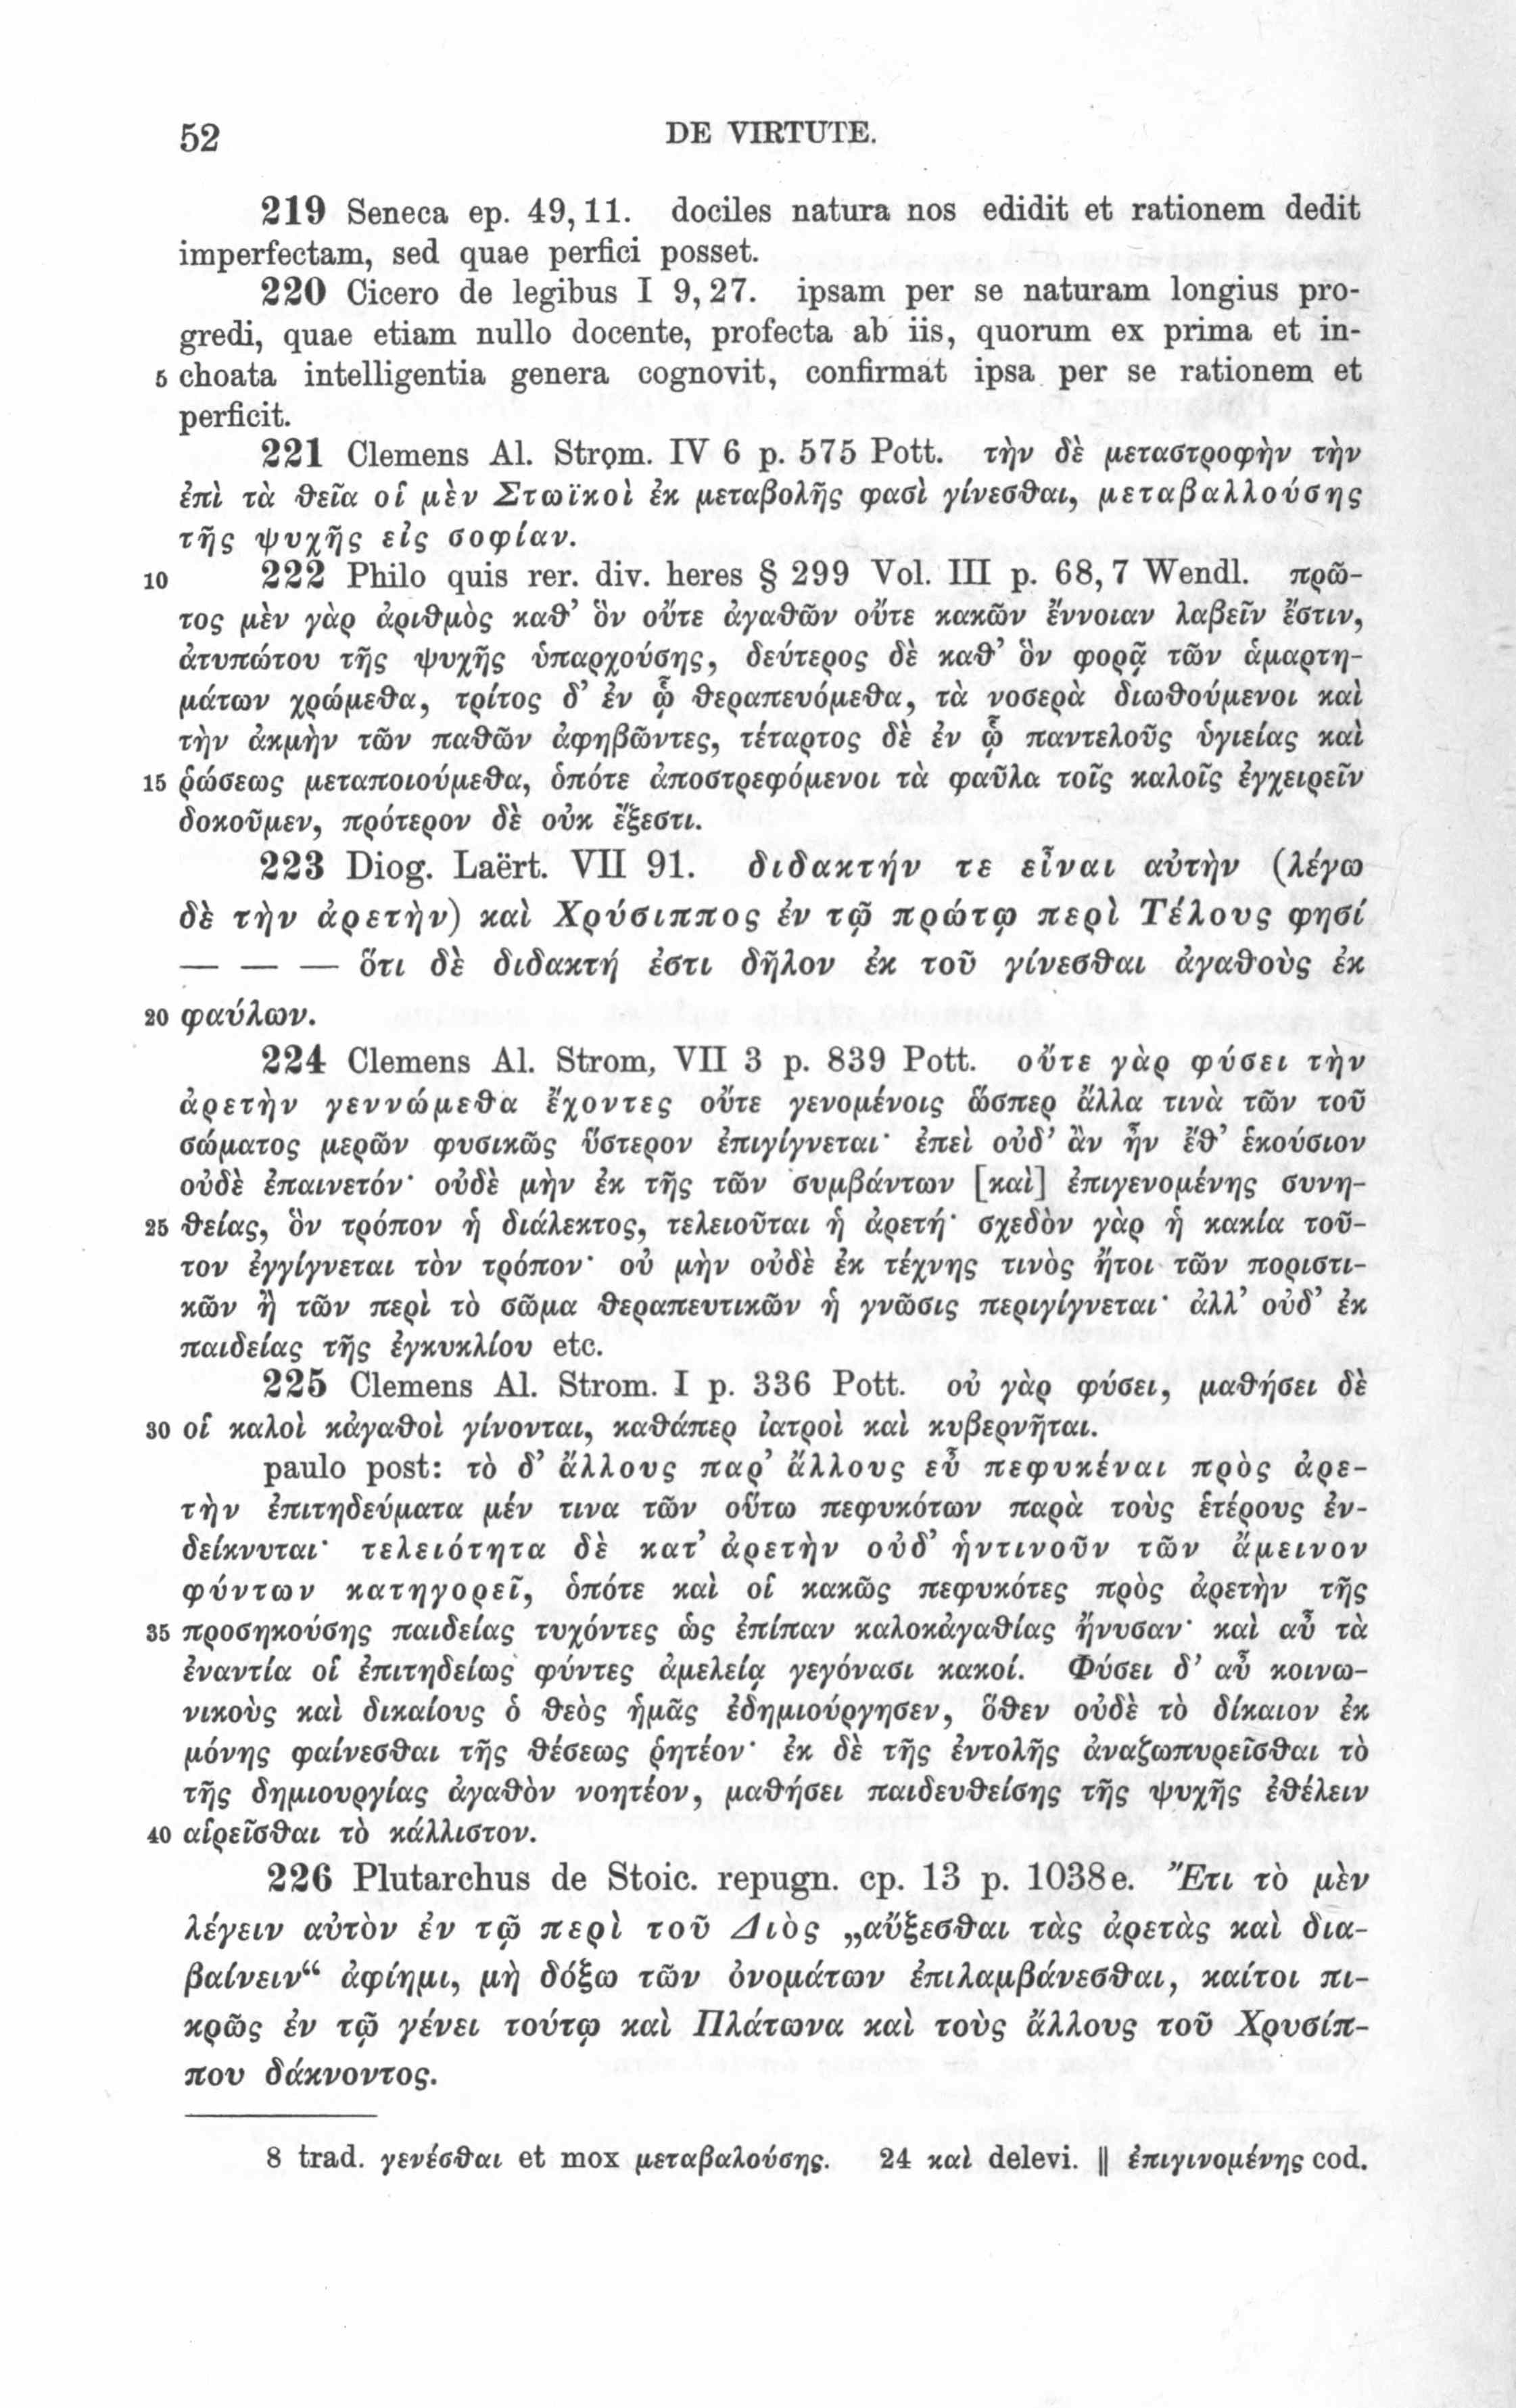 52 DE VIRTUTE.
219 Seneca ep. 49, 11. dociles natura nos edidit et rationem dedit
imperfectam, sed quae perfici posset.
220 Cicero de legibus I 9, 27. ipsam per se naturam longius pro-
gredi, quae etiam nullo docente, profecta ab iis, quorum ex prima et in-
5 choata intelligentia genera cognovit, confirmat ipsa per se rationem et
perficit.
221 Clemens Al. Strom. IV 6 p. 575 Pott. τὴν δὲ μεταστροφὴν τὴν
ἐπὶ τὰ θεῖα οἱ μὲν Στωϊκοὶ ἐκ μεταβολῆς φασὶ γίνεσθαι, μεταβαλλούσης
τῆς ψυχῆς εἰς σοφίαν.
10 222 Philo quis rer. div. heres § 299 Vol. III p. 68, 7 Wendl. πρῶ-
τος μὲν γὰρ ἀριθμὸς καθ’ ὃν οὔτε ἀγαθῶν οὔτε κακῶν ἔννοιαν λαβεῖν ἔστιν,
ἀτυπώτου τῆς ψυχῆς ὑπαρχούσης, δεύτερος δὲ καθ’ ὃν φορᾷ τῶν ἁμαρτη-
μάτων χρώμεθα, τρίτος δ’ ἐν ᾧ θεραπευόμεθα, τὰ νοσερὰ διωθούμενοι καὶ
τὴν ἀκμὴν τῶν παθῶν ἀφηβῶντες, τέταρτος δὲ ἐν ᾧ παντελοῦς ὑγιείας καὶ
15 ῥώσεως μεταποιούμεθα, ὁπότε ἀποστρεφόμενοι τὰ φαῦλα τοῖς καλοῖς ἐγχειρεῖν
δοκοῦμεν, πρότερον δὲ οὐκ ἔξεστι.
223 Diog. Laërt. VII 91. διδακτήν τε εἶναι αὐτὴν (λέγω
δὲ τὴν ἀρετὴν) καὶ Χρύσιππος ἐν τῷ πρώτῳ περὶ Τέλους φησί
— — — ὅτι δὲ διδακτή ἐστι δῆλον ἐκ τοῦ γίνεσθαι ἀγαθοὺς ἐκ
20 φαύλων.
224 Clemens Al. Strom, VII 3 p. 839 Pott. οὔτε γὰρ φύσει τὴν
ἀρετὴν γεννώμεθα ἔχοντες οὔτε γενομένοις ὥσπερ ἄλλα τινὰ τῶν τοῦ
σώματος μερῶν φυσικῶς ὕστερον ἐπιγίγνεται· ἐπεὶ οὐδ’ ἂν ἦν ἔθ’ ἑκούσιον
οὐδὲ ἐπαινετόν· οὐδὲ μὴν ἐκ τῆς τῶν συμβάντων [καὶ] ἐπιγενομένης συνη-
25 θείας, ὃν τρόπον ἡ διάλεκτος, τελειοῦται ἡ ἀρετή· σχεδὸν γὰρ ἡ κακία τοῦ-
τον ἐγγίγνεται τὸν τρόπον· οὐ μὴν οὐδὲ ἐκ τέχνης τινὸς ἤτοι τῶν ποριστι-
κῶν ἢ τῶν περὶ τὸ σῶμα θεραπευτικῶν ἡ γνῶσις περιγίγνεται· ἀλλ’ οὐδ’ ἐκ
παιδείας τῆς ἐγκυκλίου etc.
225 Clemens Al. Strom. I p. 336 Pott. οὐ γὰρ φύσει, μαθήσει δὲ
30 οἱ καλοὶ κἀγαθοὶ γίνονται, καθάπερ ἰατροὶ καὶ κυβερνῆται.
paulo post: τὸ δ’ ἄλλους παρ’ ἄλλους εὖ πεφυκέναι πρὸς ἀρε-
τὴν ἐπιτηδεύματα μέν τινα τῶν οὕτω πεφυκότων παρὰ τοὺς ἑτέρους ἐν-
δείκνυται· τελειότητα δὲ κατ’ ἀρετὴν οὐδ’ ἡντινοῦν τῶν ἄμεινον
φύντων κατηγορεῖ, ὁπότε καὶ οἱ κακῶς πεφυκότες πρὸς ἀρετὴν τῆς
35 προσηκούσης παιδείας τυχόντες ὡς ἐπίπαν καλοκἀγαθίας ἤνυσαν· καὶ αὖ τὰ
ἐναντία οἱ ἐπιτηδείως φύντες ἀμελείᾳ γεγόνασι κακοί. Φύσει δ’ αὖ κοινω-
νικοὺς καὶ δικαίους ὁ θεὸς ἡμᾶς ἐδημιούργησεν, ὅθεν οὐδὲ τὸ δίκαιον ἐκ
μόνης φαίνεσθαι τῆς θέσεως ῥητέον· ἐκ δὲ τῆς ἐντολῆς ἀναζωπυρεῖσθαι τὸ
τῆς δημιουργίας ἀγαθὸν νοητέον, μαθήσει παιδευθείσης τῆς ψυχῆς ἐθέλειν
40 αἱρεῖσθαι τὸ κάλλιστον.
226 Plutarchus de Stoic. repugn. cp. 13 p. 1038e. Ἔτι τὸ μὲν
λέγειν αὐτὸν ἐν τῷ περὶ τοῦ Διὸς „αὔξεσθαι τὰς ἀρετὰς καὶ δια-
βαίνειν“ ἀφίημι, μὴ δόξω τῶν ὀνομάτων ἐπιλαμβάνεσθαι, καίτοι πι-
κρῶς ἐν τῷ γένει τούτῳ καὶ Πλάτωνα καὶ τοὺς ἄλλους τοῦ Χρυσίπ-
που δάκνοντος.
8 trad. γενέσθαι et mox μεταβαλούσης. 24 καὶ delevi. || ἐπιγινομένης cod.